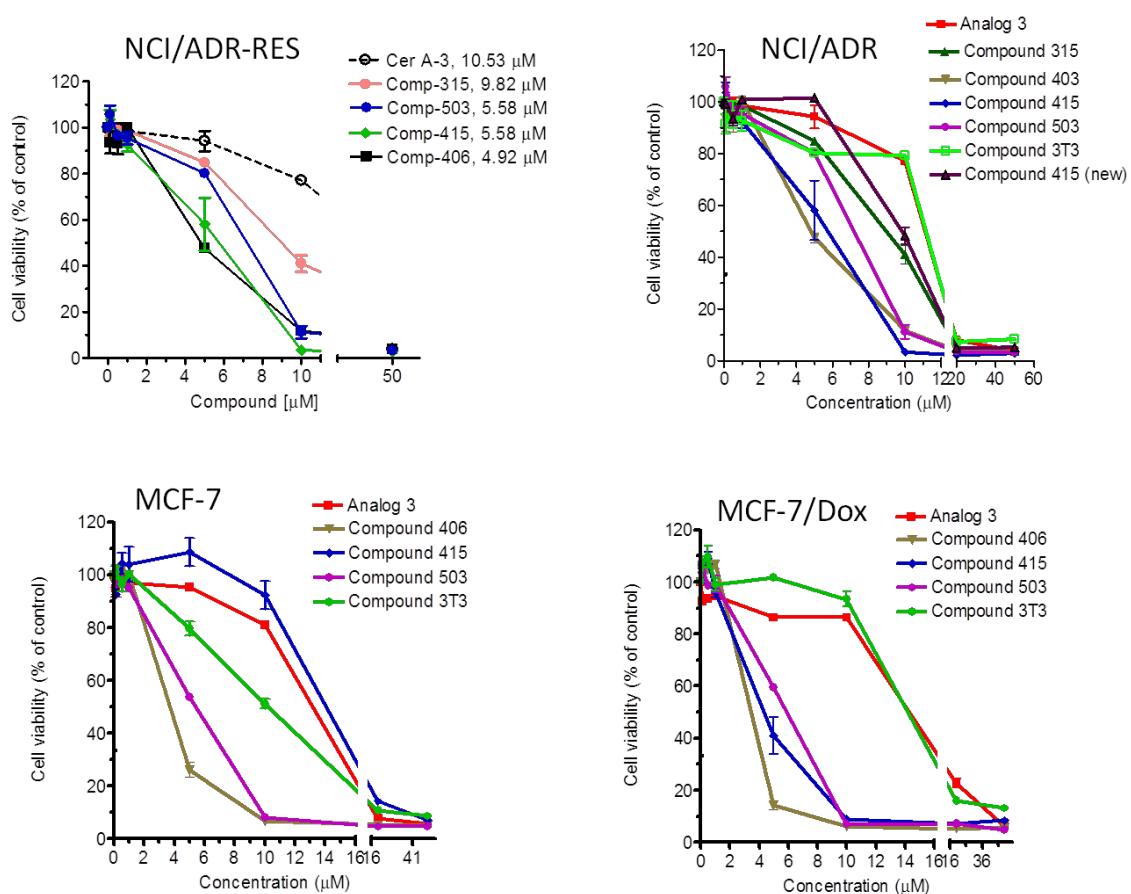 NCI/ADR-RES
Cer A-3, 10.53 μM
Comp-315, 9.82 μM
Comp-503, 5.58 μM
Comp-415, 5.58 μM
Comp-406, 4.92 μM
Cell viability (% of control)
120
100
80
60
40
20
0
0 2 4 6 8 10 50
Compound [μM]
NCI/ADR
Analog 3
Compound 315
Compound 403
Compound 415
Compound 503
Compound 3T3
Compound 415 (new)
Cell viability (% of control)
120
100
80
60
40
20
0
0 2 4 6 8 10 12 20 40 60
Concentration (μM)
MCF-7
Analog 3
Compound 406
Compound 415
Compound 503
Compound 3T3
Cell viability (% of control)
120
100
80
60
40
20
0
0 2 4 6 8 10 12 14 16 16 41
Concentration (μM)
MCF-7/Dox
Analog 3
Compound 406
Compound 415
Compound 503
Compound 3T3
Cell viability (% of control)
120
100
80
60
40
20
0
0 2 4 6 8 10 12 14 16 16 36
Concentration (μM)